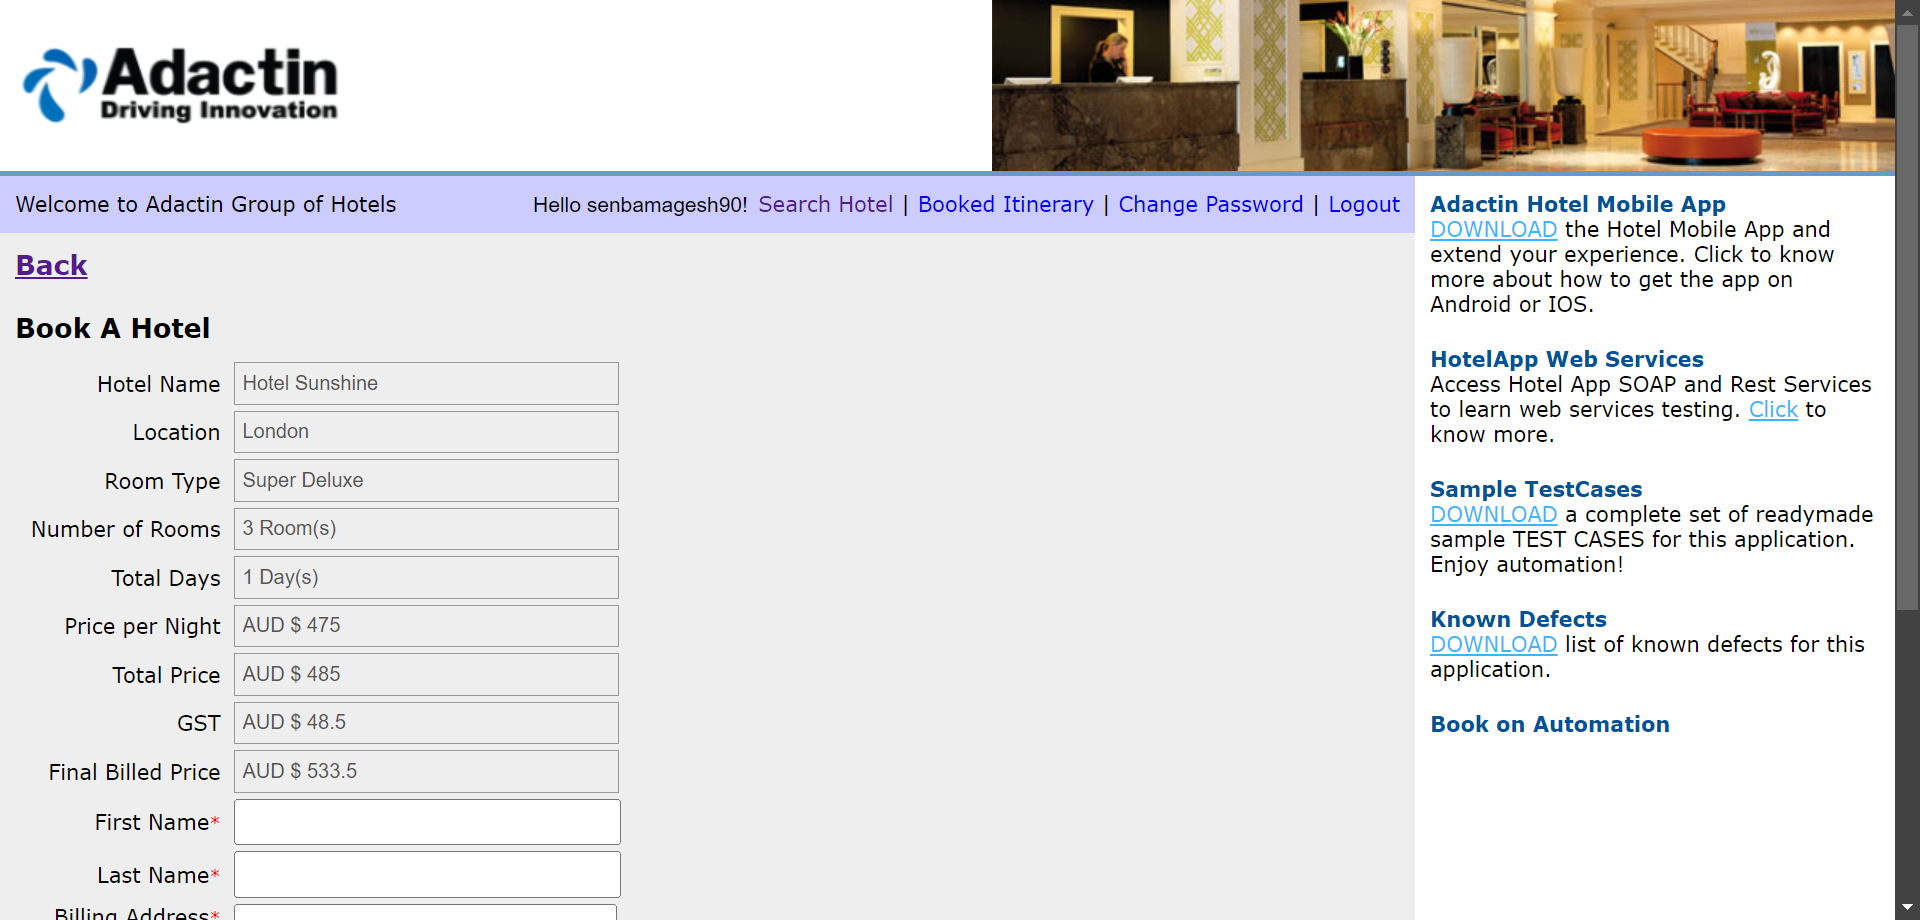 Adactin
Driving Innovation
Welcome to Adactin Group of Hotels
Hello senbamagesh90! Search Hotel | Booked Itinerary | Change Password | Logout
Back
Book A Hotel
Hotel Name Hotel Sunshine
Location London
Room Type Super Deluxe
Number of Rooms 3 Room(s)
Total Days 1 Day(s)
Price per Night AUD $ 475
Total Price AUD $ 485
GST AUD $ 48.5
Final Billed Price AUD $ 533.5
First Name*
Last Name*
Billing Address*
Adactin Hotel Mobile App
DOWNLOAD the Hotel Mobile App and
extend your experience. Click to know
more about how to get the app on
Android or IOS.
HotelApp Web Services
Access Hotel App SOAP and Rest Services
to learn web services testing. Click to
know more.
Sample TestCases
DOWNLOAD a complete set of readymade
sample TEST CASES for this application.
Enjoy automation!
Known Defects
DOWNLOAD list of known defects for this
application.
Book on Automation